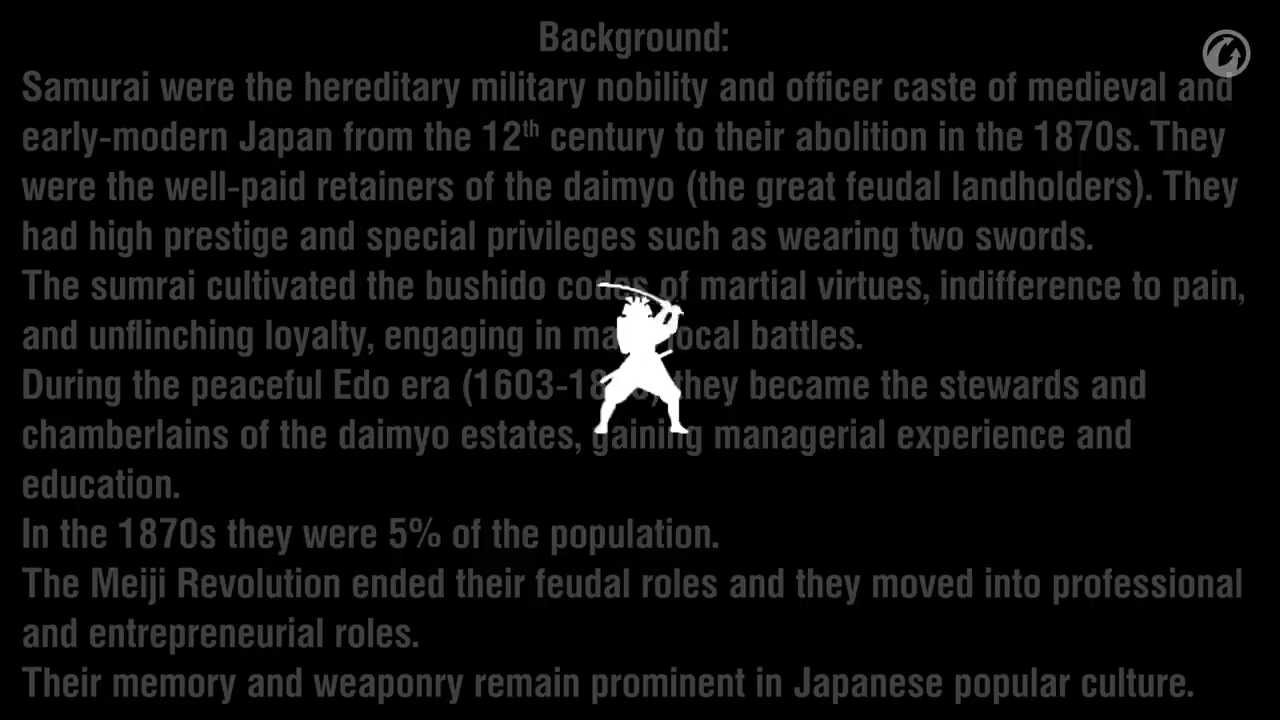 Background:
Samurai were the hereditary military nobility and officer caste of medieval and
early-modern Japan from the 12th century to their abolition in the 1870s. They
were the well-paid retainers of the daimyo (the great feudal landholders). They
had high prestige and special privileges such as wearing two swords.
The sumrai cultivated the bushido codes of martial virtues, indifference to pain,
and unflinching loyalty, engaging in local battles.
During the peaceful Edo era (1603- they became the stewards and
chamberlains of the daimyo estates, gaining managerial experience and
education.
In the 1870s they were 5% of the population.
The Meiji Revolution ended their feudal roles and they moved into professional
and entrepreneurial roles.
Their memory and weaponry remain prominent in Japanese popular culture.